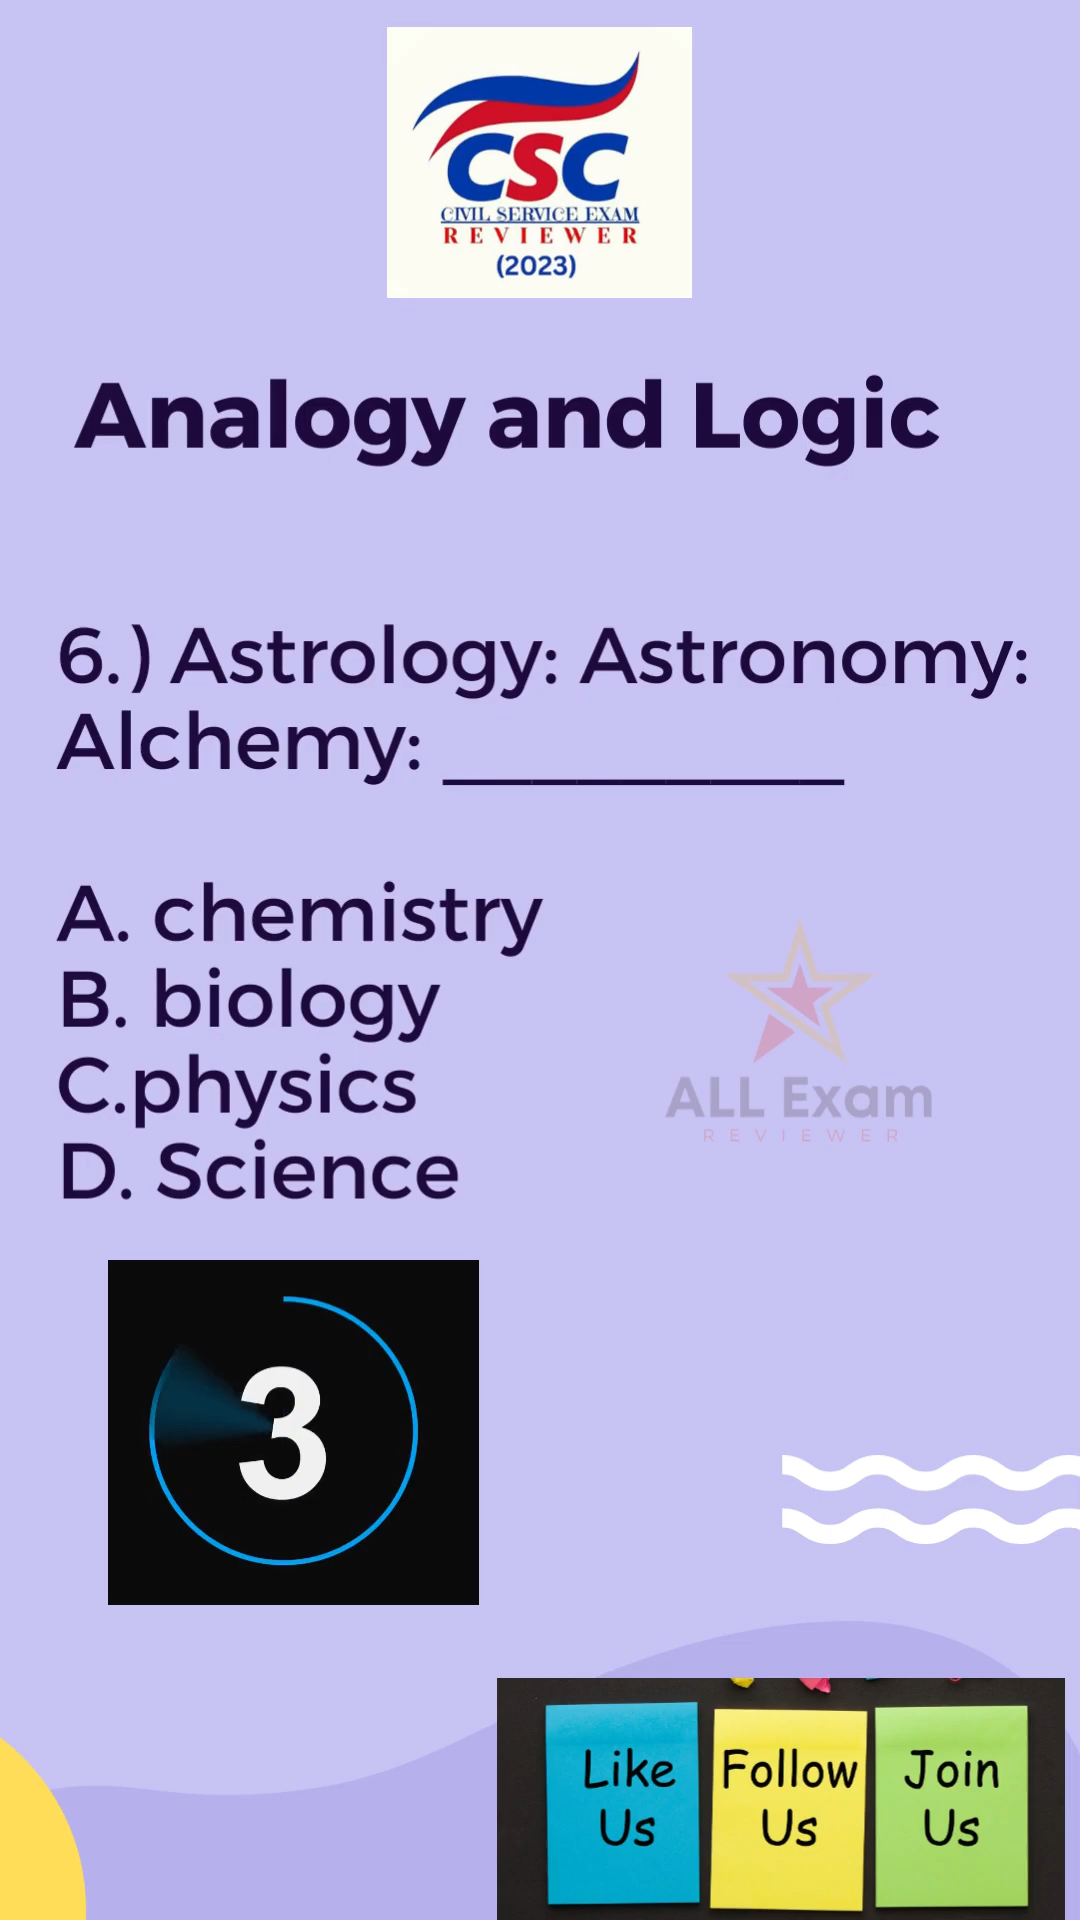 CSC
CIVIL SERVICE EXAM
REVIEWER
(2023)
Analogy and Logic
6.) Astrology: Astronomy:
Alchemy: __________
A. chemistry
B. biology
C.physics
D. Science
ALL Exam
REVIEWER
3
Like Us
Follow Us
Join Us